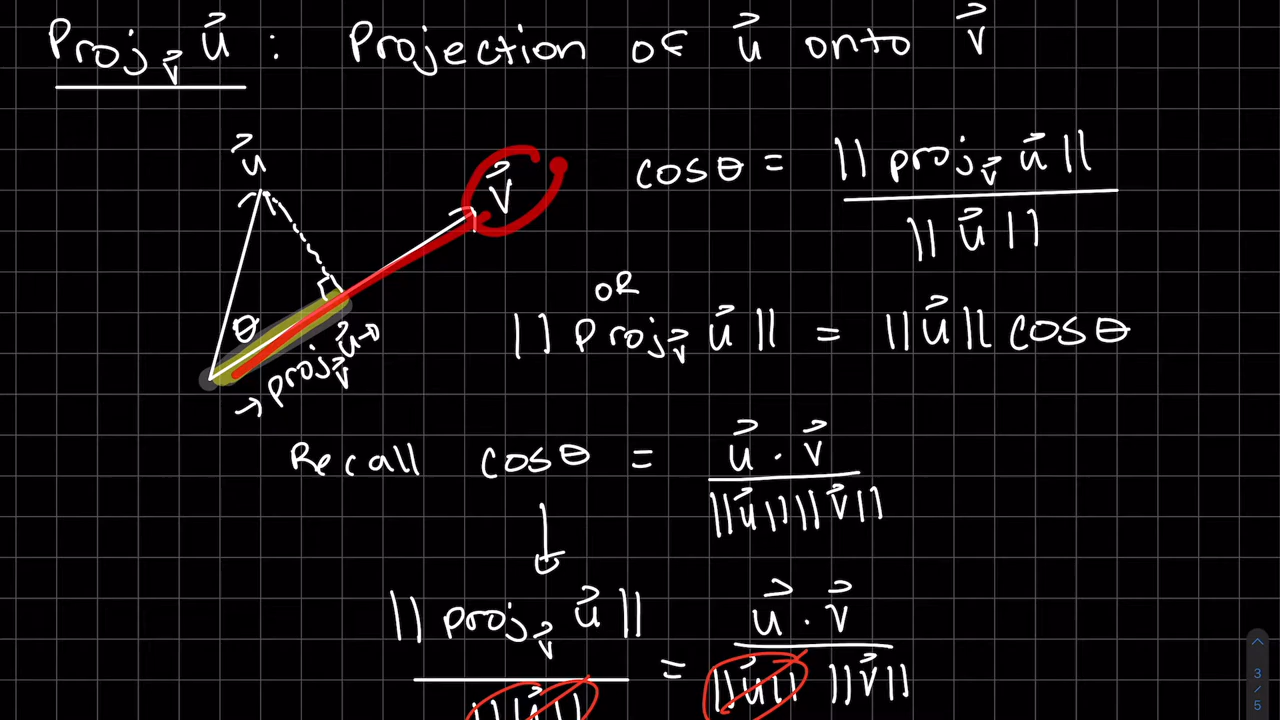 Proj_v⃗ u⃗ : Projection of u⃗ onto v⃗
u⃗
v⃗
cosθ = ||proj_v⃗ u⃗|| / ||u⃗||
θ
→ proj_v⃗ u⃗
OR
||Proj_v⃗ u⃗|| = ||u⃗|| cosθ
Recall cosθ = u⃗ · v⃗ / ||u⃗|| ||v⃗||
↓
||proj_v⃗ u⃗|| / ||u⃗|| = u⃗ · v⃗ / ||u⃗|| ||v⃗||
3 / 5